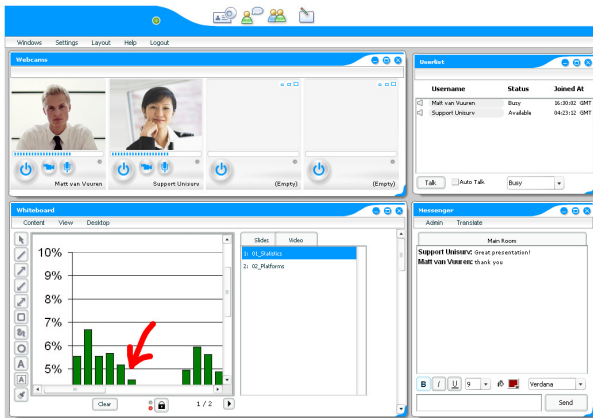 Windows Settings Layout Help Logout
Webcams
Matt van Vuuren
Support Unisurv
(Empty)
(Empty)
Userlist
Username Status Joined At
Matt van Vuuren Busy 16:30:02 GMT
Support Unisurv Available 04:23:12 GMT
Talk Auto Talk Busy
Whiteboard
Content View Desktop
10%
9%
8%
7%
6%
5%
A
A
Clear 1 / 2
Slides Video
1: 01_Statistics
2: 02_Platforms
Messenger
Admin Translate
Main Room
Support Unisurv: Great presentation!
Matt van Vuuren: thank you
B I U 9 Verdana
Send